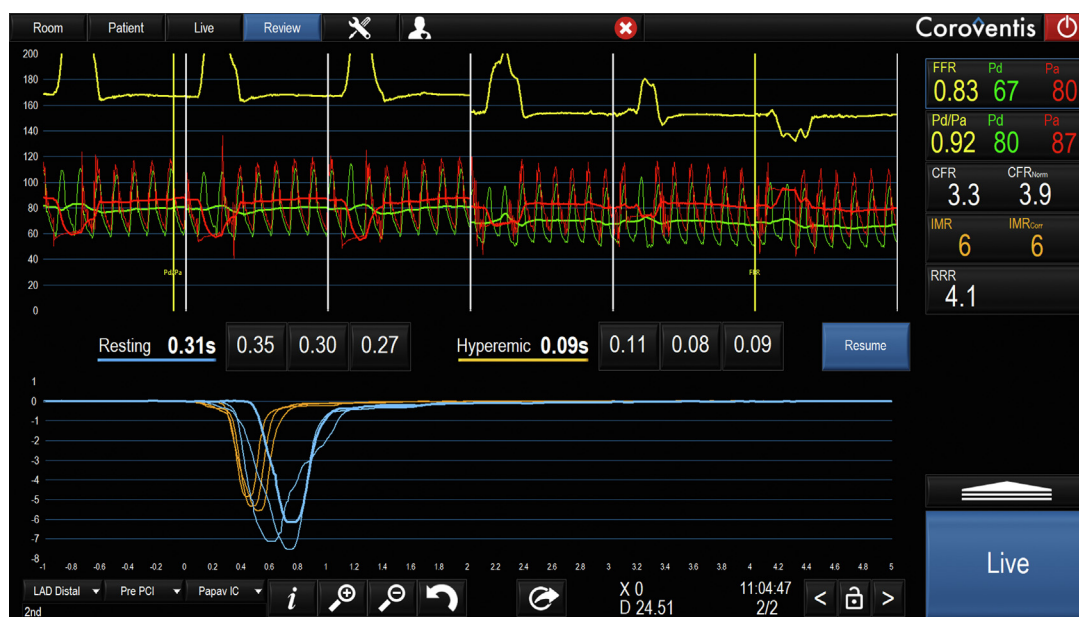 Room Patient Live Review Coroventis
200
180
160
140
120
100
80
60
40
20
0
Pd/Pa FFR
FFR Pd Pa
0.83 67 80
Pd/Pa Pd Pa
0.92 80 87
CFR CFRNorm
3.3 3.9
IMR IMRCorr
6 6
RRR
4.1
Resting 0.31s 0.35 0.30 0.27 Hyperemic 0.09s 0.11 0.08 0.09 Resume
1
0
-1
-2
-3
-4
-5
-6
-7
-8
-1 -0.8 -0.6 -0.4 -0.2 0 0.2 0.4 0.6 0.8 1 1.2 1.4 1.6 1.8 2 2.2 2.4 2.6 2.8 3 3.2 3.4 3.6 3.8 4 4.2 4.4 4.6 4.8 5
Live
LAD Distal Pre PCI Papav IC i X 0 11:04:47 < >
2nd D 24.51 2/2